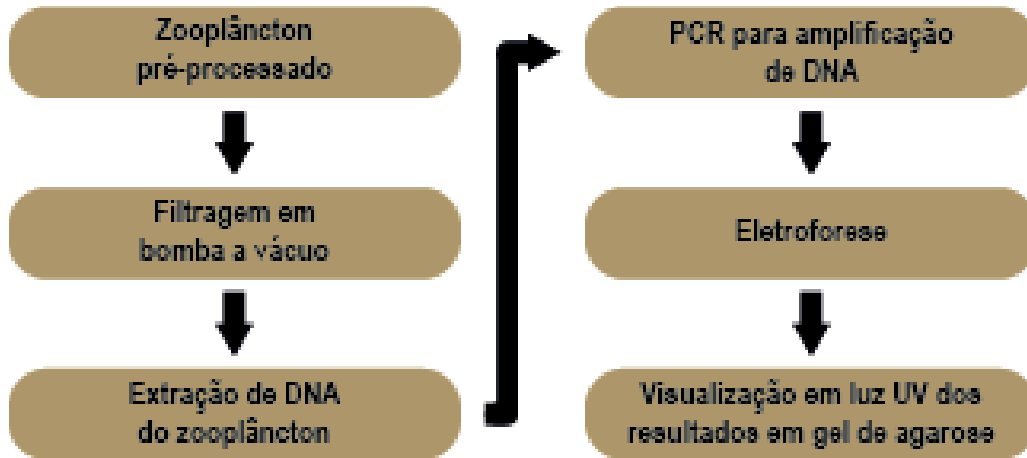 Zooplâncton
pré-processado
Filtragem em
bomba a vácuo
Extração de DNA
do zooplâncton
PCR para amplificação
de DNA
Eletroforese
Visualização em luz UV dos
resultados em gel de agarose